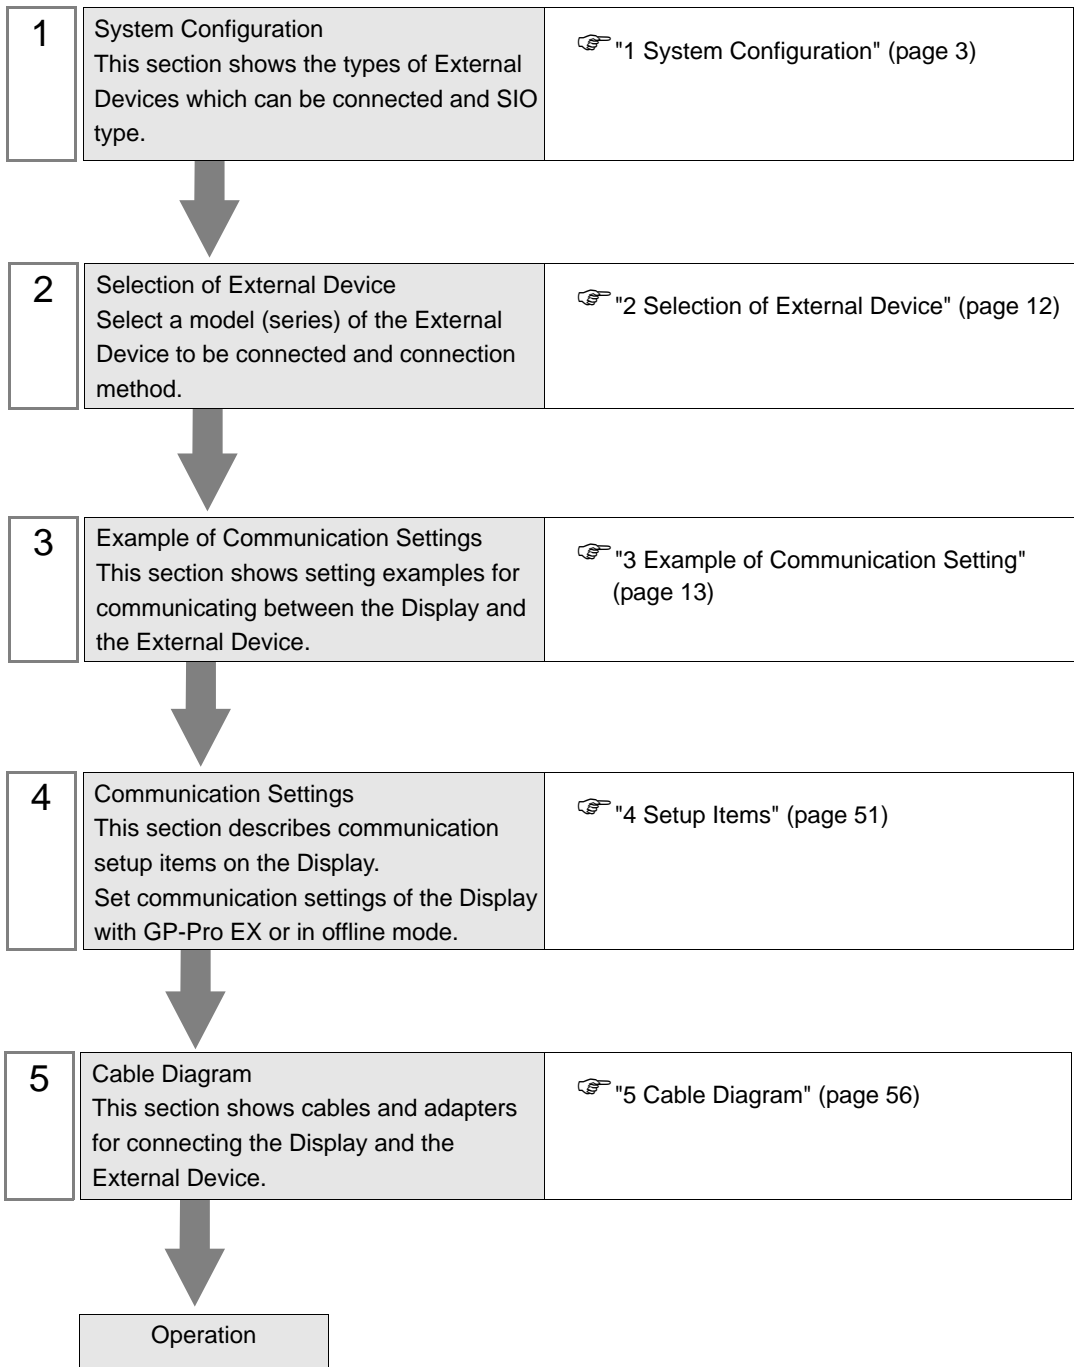 1
System Configuration
This section shows the types of External
Devices which can be connected and SIO
type.
"1 System Configuration" (page 3)
2
Selection of External Device
Select a model (series) of the External
Device to be connected and connection
method.
"2 Selection of External Device" (page 12)
3
Example of Communication Settings
This section shows setting examples for
communicating between the Display and
the External Device.
"3 Example of Communication Setting"
(page 13)
4
Communication Settings
This section describes communication
setup items on the Display.
Set communication settings of the Display
with GP-Pro EX or in offline mode.
"4 Setup Items" (page 51)
5
Cable Diagram
This section shows cables and adapters
for connecting the Display and the
External Device.
"5 Cable Diagram" (page 56)
Operation